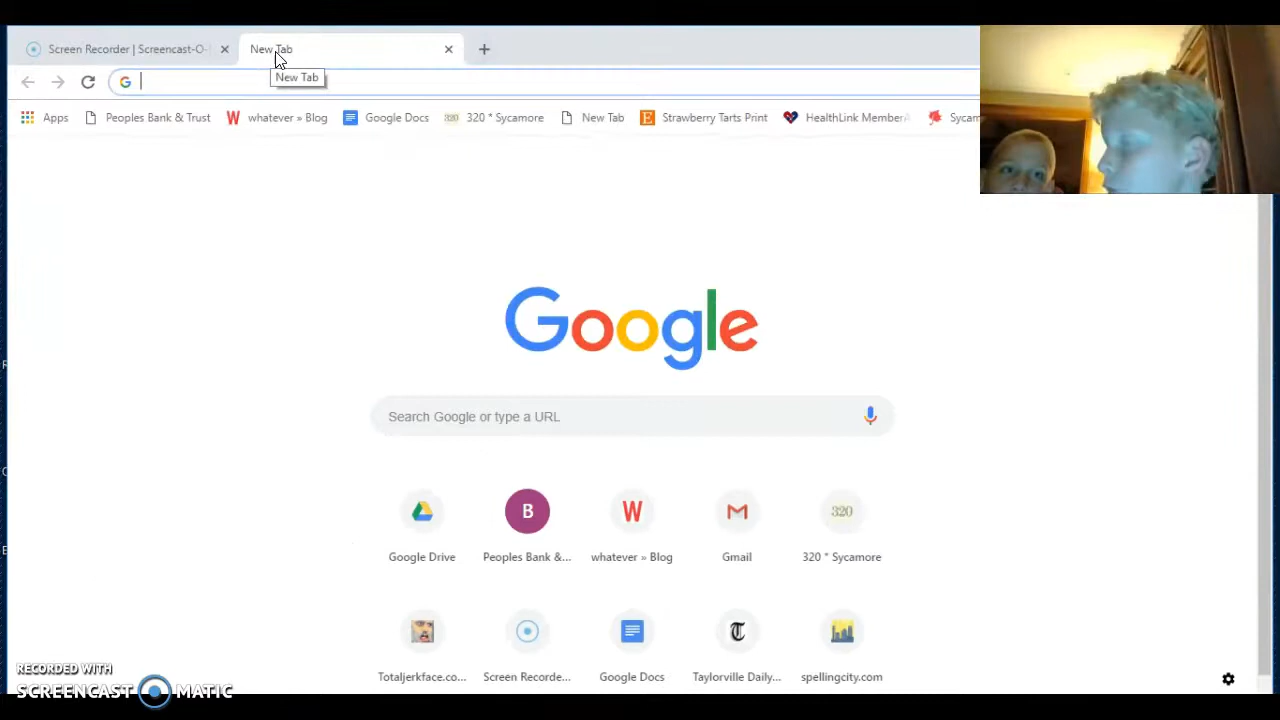 Screen Recorder | Screencast-O-
New Tab
New Tab
Apps
Peoples Bank & Trust
W whatever » Blog
Google Docs
320 320 * Sycamore
New Tab
E Strawberry Tarts Print
HealthLink Member
Sycam
Google
Search Google or type a URL
B
W
320
Google Drive
Peoples Bank &...
whatever » Blog
Gmail
320 * Sycamore
T
Totaljerkface.co...
Screen Recorde...
Google Docs
Taylorville Daily...
spellingcity.com
RECORDED WITH
SCREENCAST MATIC